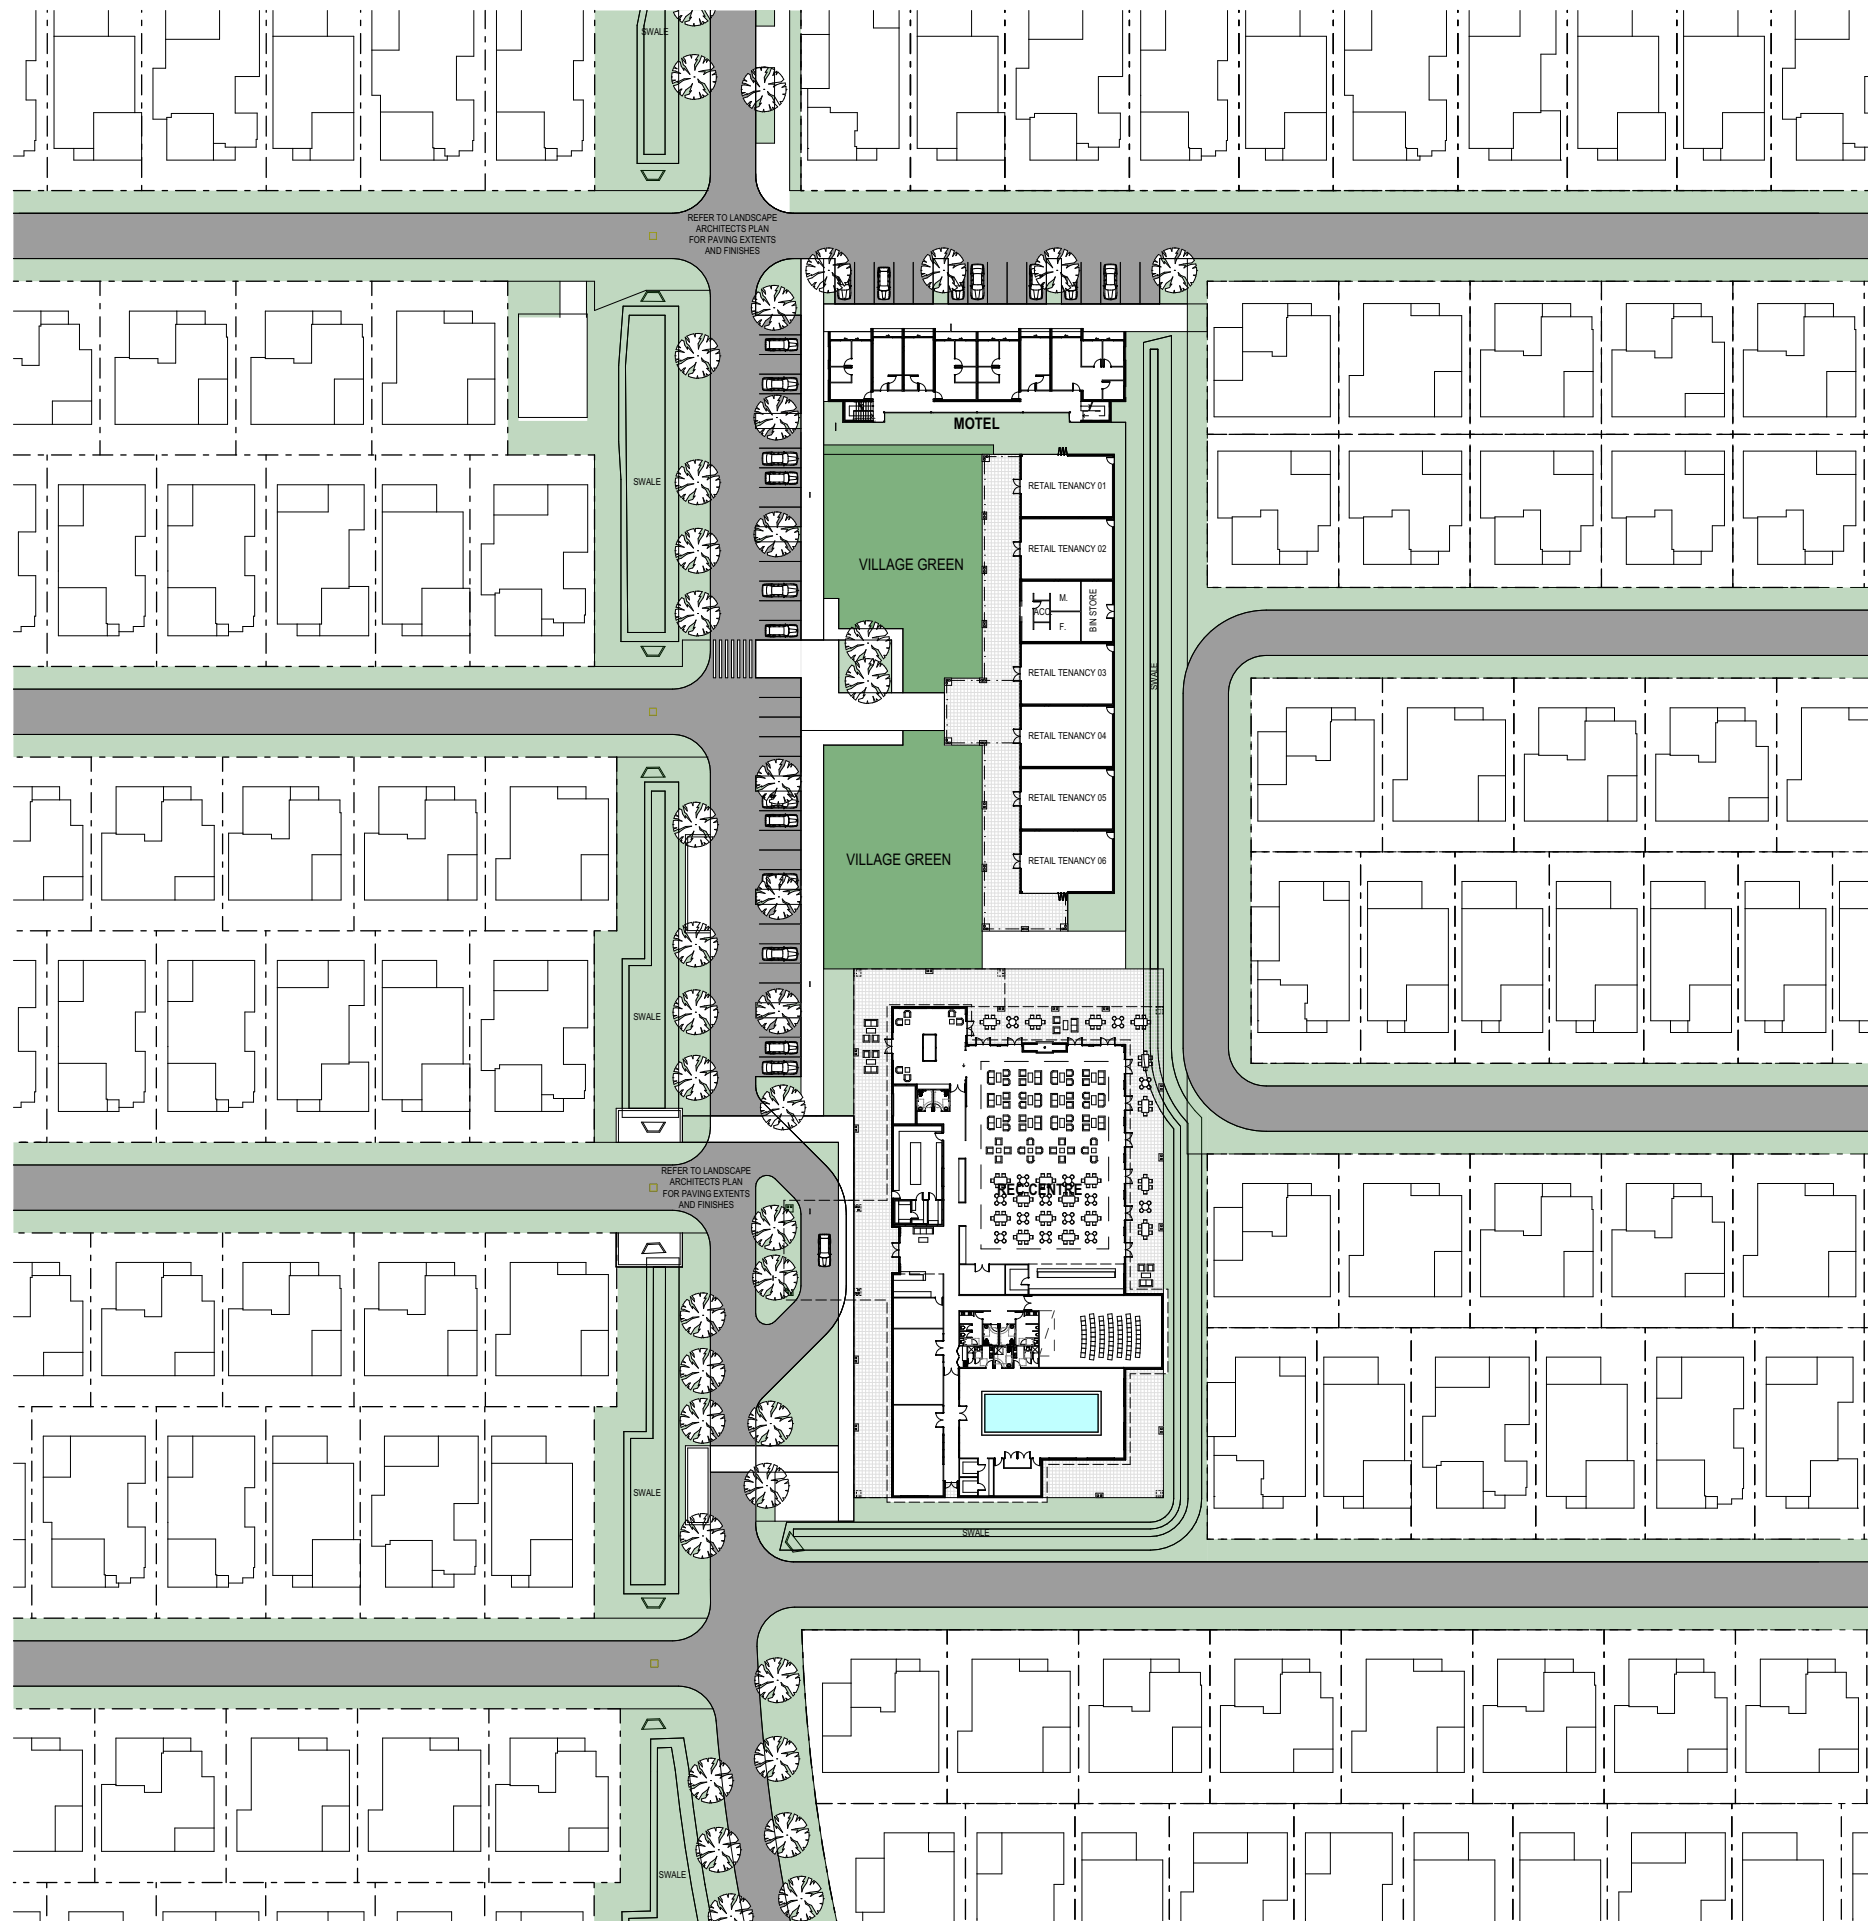 SWALE
REFER TO LANDSCAPE
ARCHITECTS PLAN
FOR PAVING EXTENTS
AND FINISHES
MOTEL
SWALE
RETAIL TENANCY 01
RETAIL TENANCY 02
VILLAGE GREEN
M.
ACC
F.
BIN STORE
RETAIL TENANCY 03
SWALE
RETAIL TENANCY 04
RETAIL TENANCY 05
VILLAGE GREEN
RETAIL TENANCY 06
SWALE
REFER TO LANDSCAPE
ARCHITECTS PLAN
FOR PAVING EXTENTS
AND FINISHES
REC CENTRE
SWALE
SWALE
SWALE